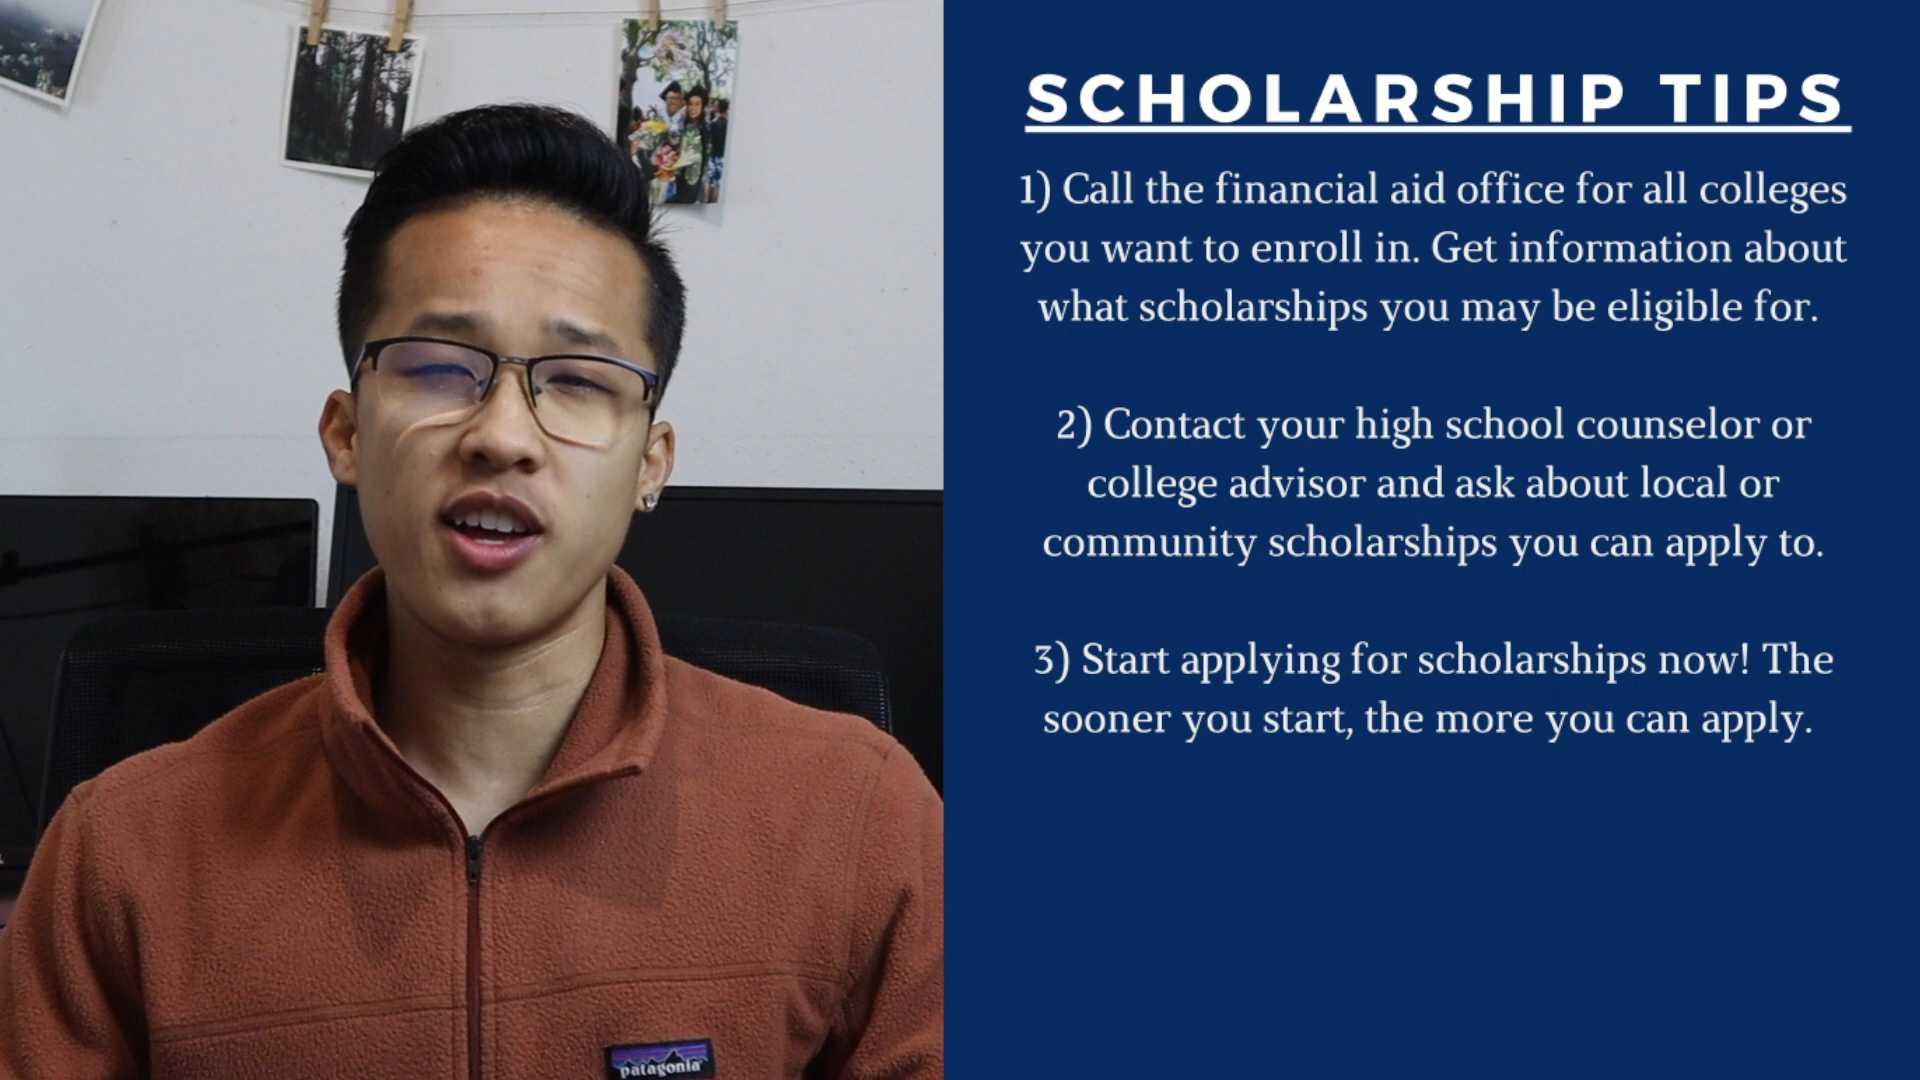 SCHOLARSHIP TIPS
1) Call the financial aid office for all colleges
you want to enroll in. Get information about
what scholarships you may be eligible for.
2) Contact your high school counselor or
college advisor and ask about local or
community scholarships you can apply to.
3) Start applying for scholarships now! The
sooner you start, the more you can apply.
patagonia